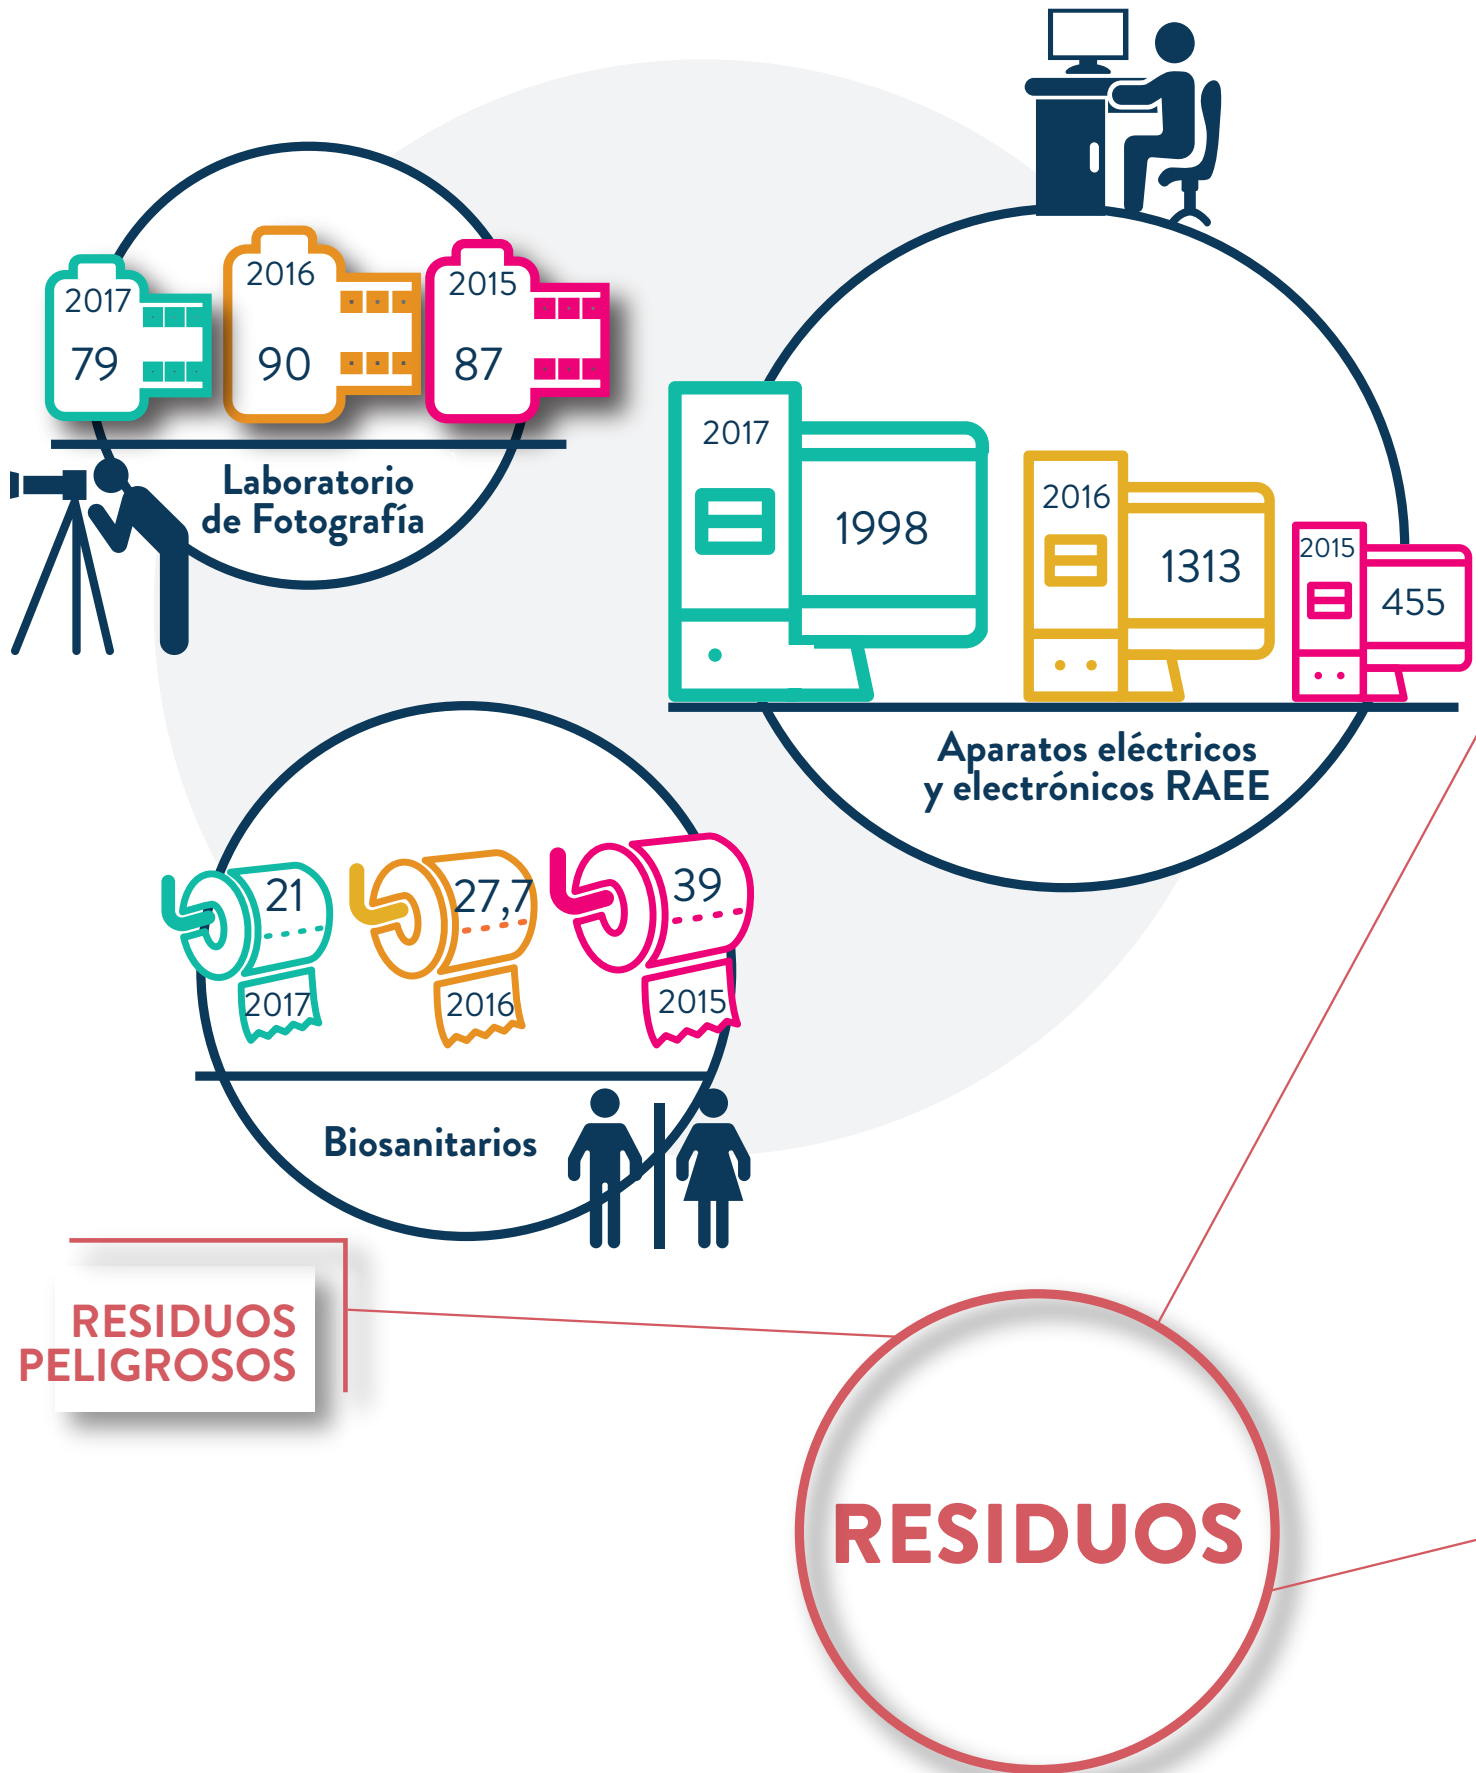 2017
79
2016
90
2015
87
Laboratorio
de Fotografía
2017
1998
2016
1313
2015
455
Aparatos eléctricos
y electrónicos RAEE
21
2017
27,7
2016
39
2015
Biosanitarios
RESIDUOS
PELIGROSOS
RESIDUOS